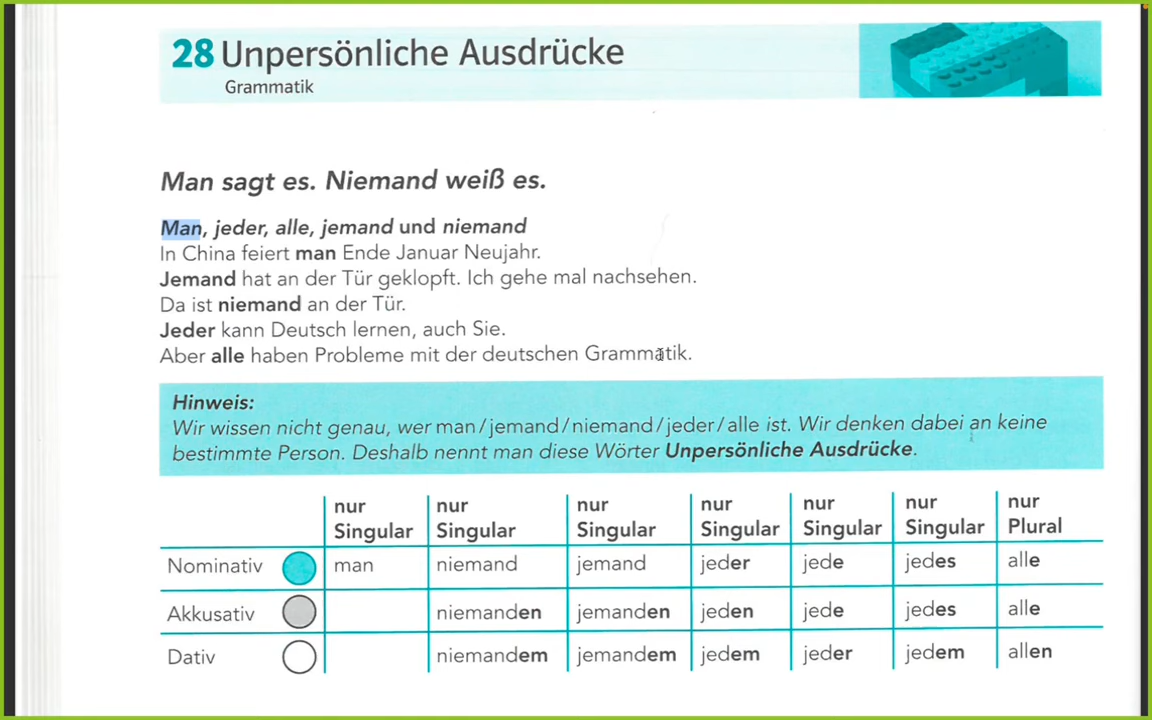 28 Unpersönliche Ausdrücke
Grammatik
Man sagt es. Niemand weiß es.
Man, jeder, alle, jemand und niemand
In China feiert man Ende Januar Neujahr.
Jemand hat an der Tür geklopft. Ich gehe mal nachsehen.
Da ist niemand an der Tür.
Jeder kann Deutsch lernen, auch Sie.
Aber alle haben Probleme mit der deutschen Grammatik.
Hinweis:
Wir wissen nicht genau, wer man/jemand/niemand/jeder/alle ist. Wir denken dabei an keine
bestimmte Person. Deshalb nennt man diese Wörter Unpersönliche Ausdrücke.
nur nur nur nur nur nur nur
Singular Singular Singular Singular Singular Singular Plural
Nominativ man niemand jemand jeder jede jedes alle
Akkusativ niemanden jemanden jeden jede jedes alle
Dativ niemandem jemandem jedem jeder jedem allen